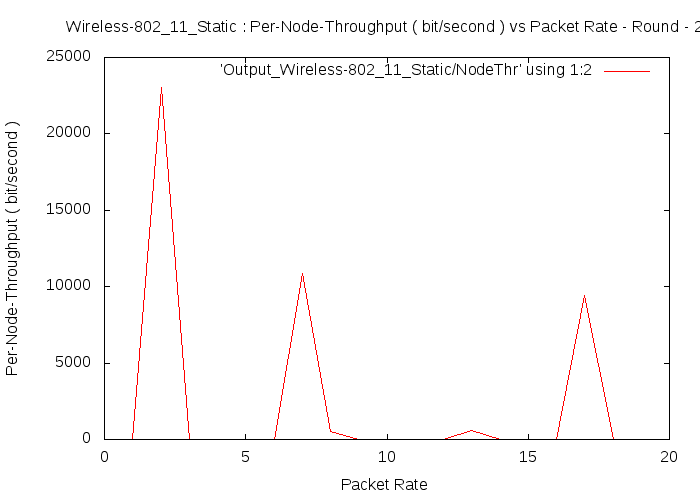 Wireless-802_11_Static : Per-Node-Throughput ( bit/second ) vs Packet Rate - Round - 2
'Output_Wireless-802_11_Static/NodeThr' using 1:2
25000
20000
15000
10000
5000
0
Per-Node-Throughput ( bit/second )
0 5 10 15 20
Packet Rate